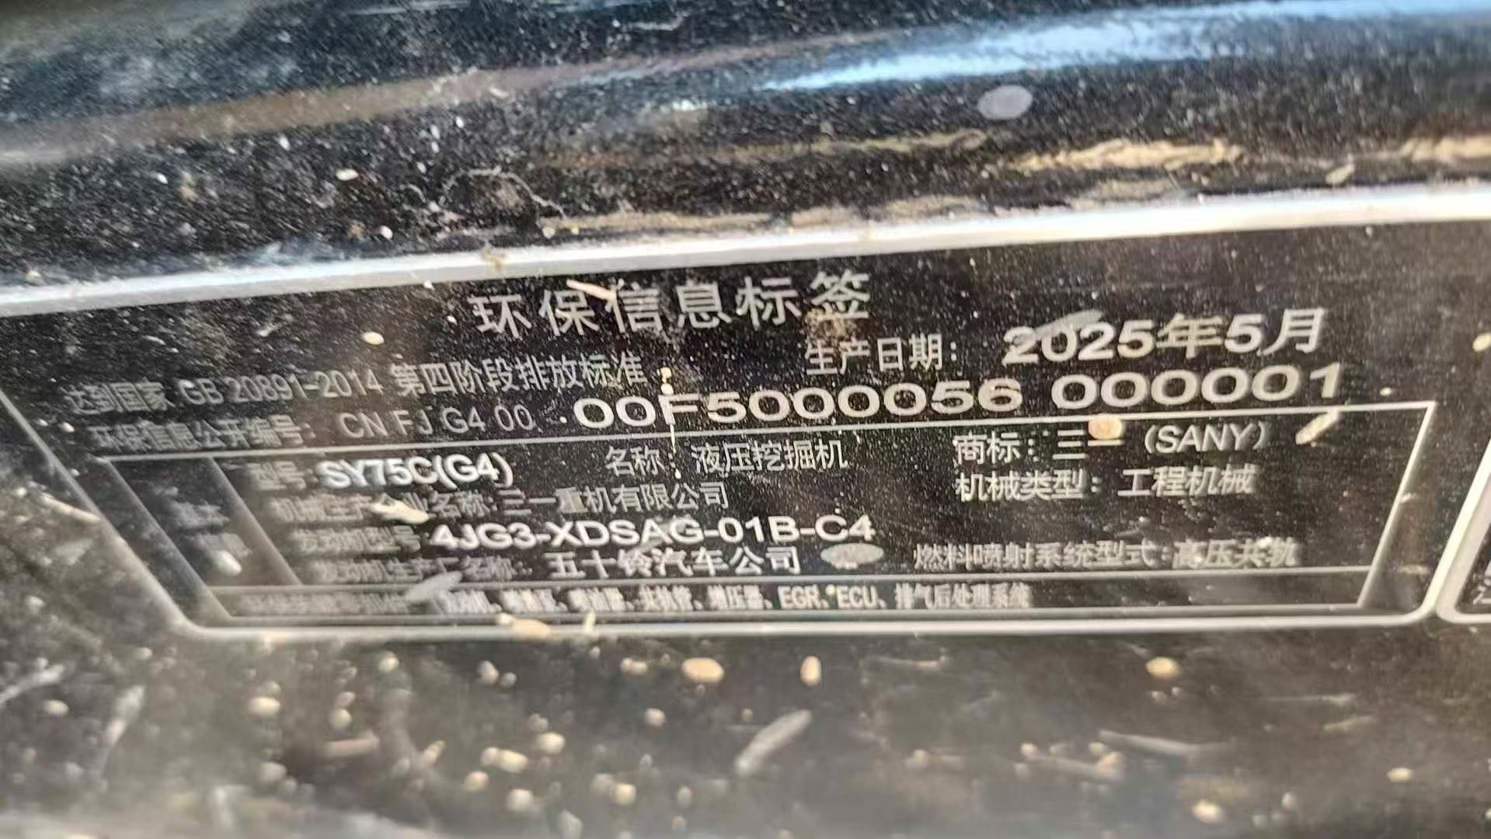 环保信息标签
达到国家 GB 20891-2014 第四阶段排放标准 生产日期: 2025年5月
环保信息公开编号: CN FJ G4 00 00F5000056 000001
型号: SY75C(G4) 名称: 液压挖掘机 商标: 三一 (SANY)
机械生产企业名称: 三一重机有限公司 机械类型: 工程机械
发动机型号: 4JG3-XDSAG-01B-C4
发动机生产厂名称: 五十铃汽车公司 燃料喷射系统型式: 高压共轨
增压器、EGR、ECU、排气后处理系统